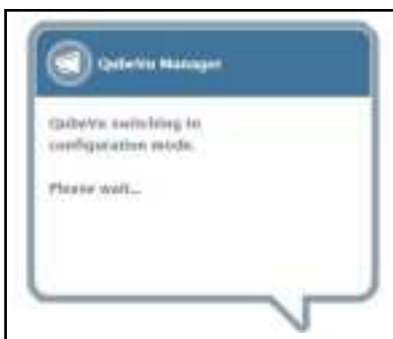 QubeVu Manager
QubeVu switching to
configuration mode.
Please wait...